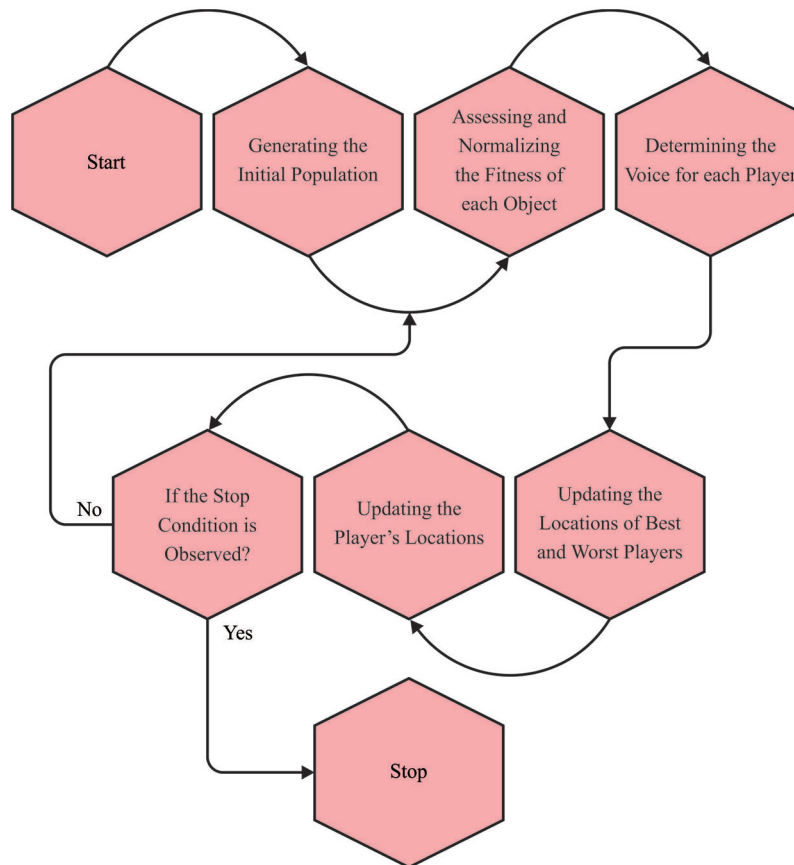 Start
Generating the
Initial Population
Assessing and
Normalizing
the Fitness of
each Object
Determining the
Voice for each Player
If the Stop
Condition is
Observed?
Updating the
Player’s Locations
Updating the
Locations of Best
and Worst Players
No
Yes
Stop